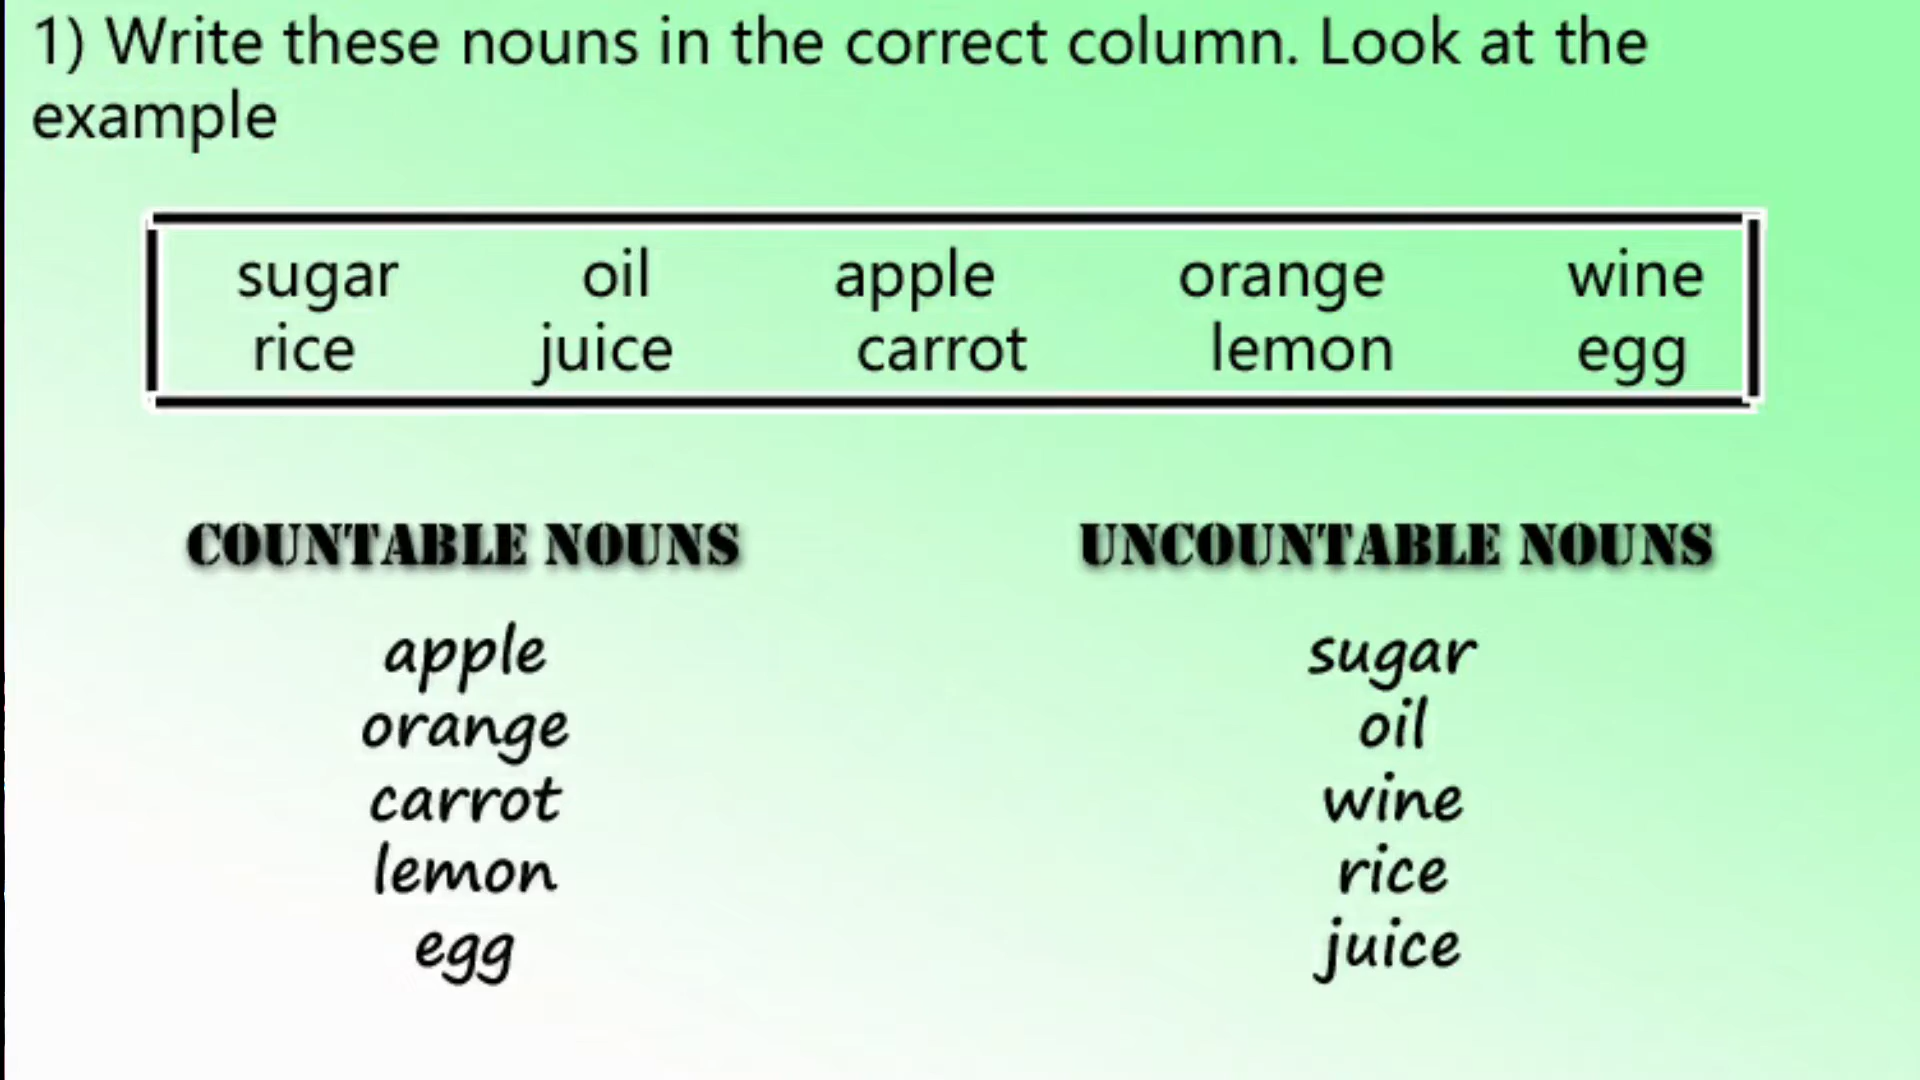 1) Write these nouns in the correct column. Look at the
example
sugar oil apple orange wine
rice juice carrot lemon egg
COUNTABLE NOUNS UNCOUNTABLE NOUNS
apple sugar
orange oil
carrot wine
lemon rice
egg juice